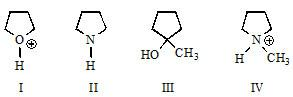 O⊕ N HO CH₃ N⊕
H H H CH₃
I II III IV